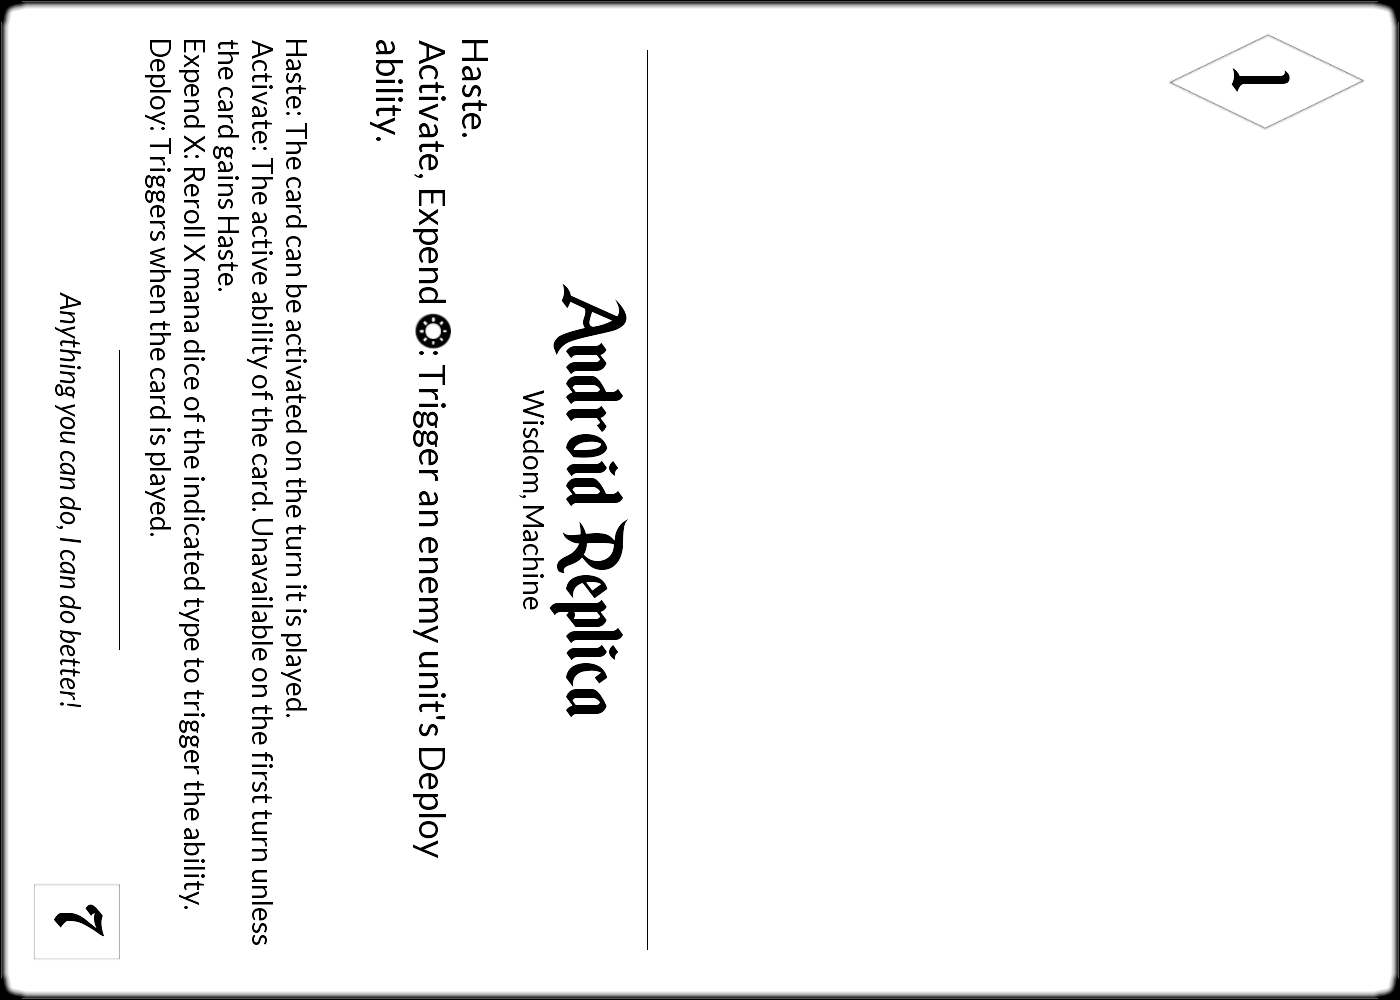 1
Android Replica
Wisdom, Machine
Haste.
Activate, Expend : Trigger an enemy unit's Deploy
ability.
Haste: The card can be activated on the turn it is played.
Activate: The active ability of the card. Unavailable on the first turn unless
the card gains Haste.
Expend X: Reroll X mana dice of the indicated type to trigger the ability.
Deploy: Triggers when the card is played.
Anything you can do, I can do better!
7